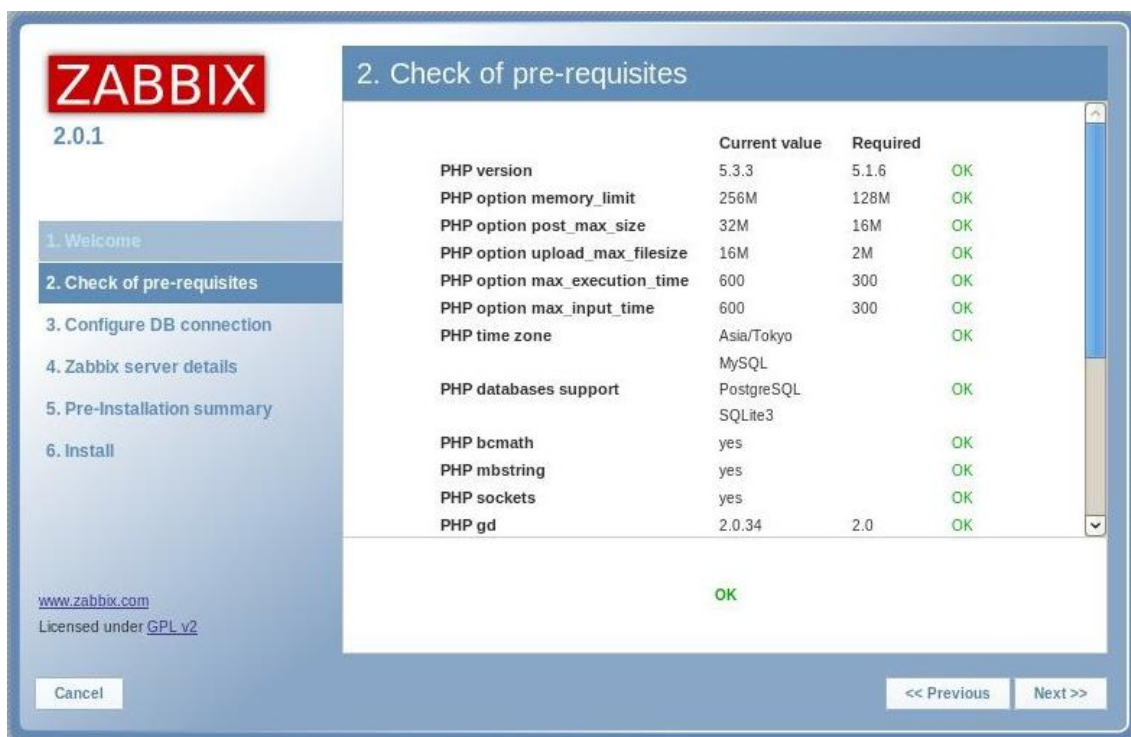 ZABBIX
2.0.1
1. Welcome
2. Check of pre-requisites
3. Configure DB connection
4. Zabbix server details
5. Pre-Installation summary
6. Install
www.zabbix.com
Licensed under GPL v2
2. Check of pre-requisites
Current value Required
PHP version 5.3.3 5.1.6 OK
PHP option memory_limit 256M 128M OK
PHP option post_max_size 32M 16M OK
PHP option upload_max_filesize 16M 2M OK
PHP option max_execution_time 600 300 OK
PHP option max_input_time 600 300 OK
PHP time zone Asia/Tokyo OK
MySQL
PHP databases support PostgreSQL OK
SQLite3
PHP bcmath yes OK
PHP mbstring yes OK
PHP sockets yes OK
PHP gd 2.0.34 2.0 OK
OK
Cancel
<< Previous
Next >>